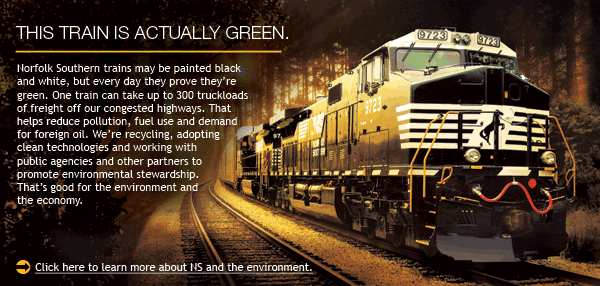 THIS TRAIN IS ACTUALLY GREEN.
Norfolk Southern trains may be painted black
and white, but every day they prove they're
green. One train can take up to 300 truckloads
of freight off our congested highways. That
helps reduce pollution, fuel use and demand
for foreign oil. We're recycling, adopting
clean technologies and working with
public agencies and other partners to
promote environmental stewardship.
That's good for the environment and
the economy.
Click here to learn more about NS and the environment.
9723 9723
9723
NS
9723